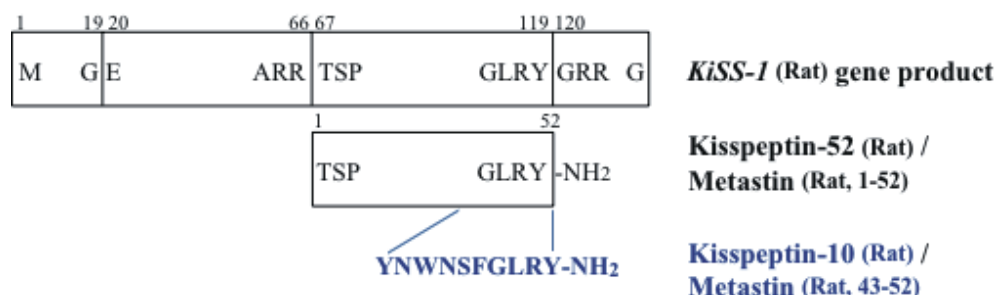 1 19 20 66 67 119 120
M G E ARR TSP GLRY GRR G KiSS-1 (Rat) gene product
1 52
TSP GLRY -NH2 Kisspeptin-52 (Rat) /
Metastin (Rat, 1-52)
YNWNSFGLRY-NH2 Kisspeptin-10 (Rat) /
Metastin (Rat, 43-52)